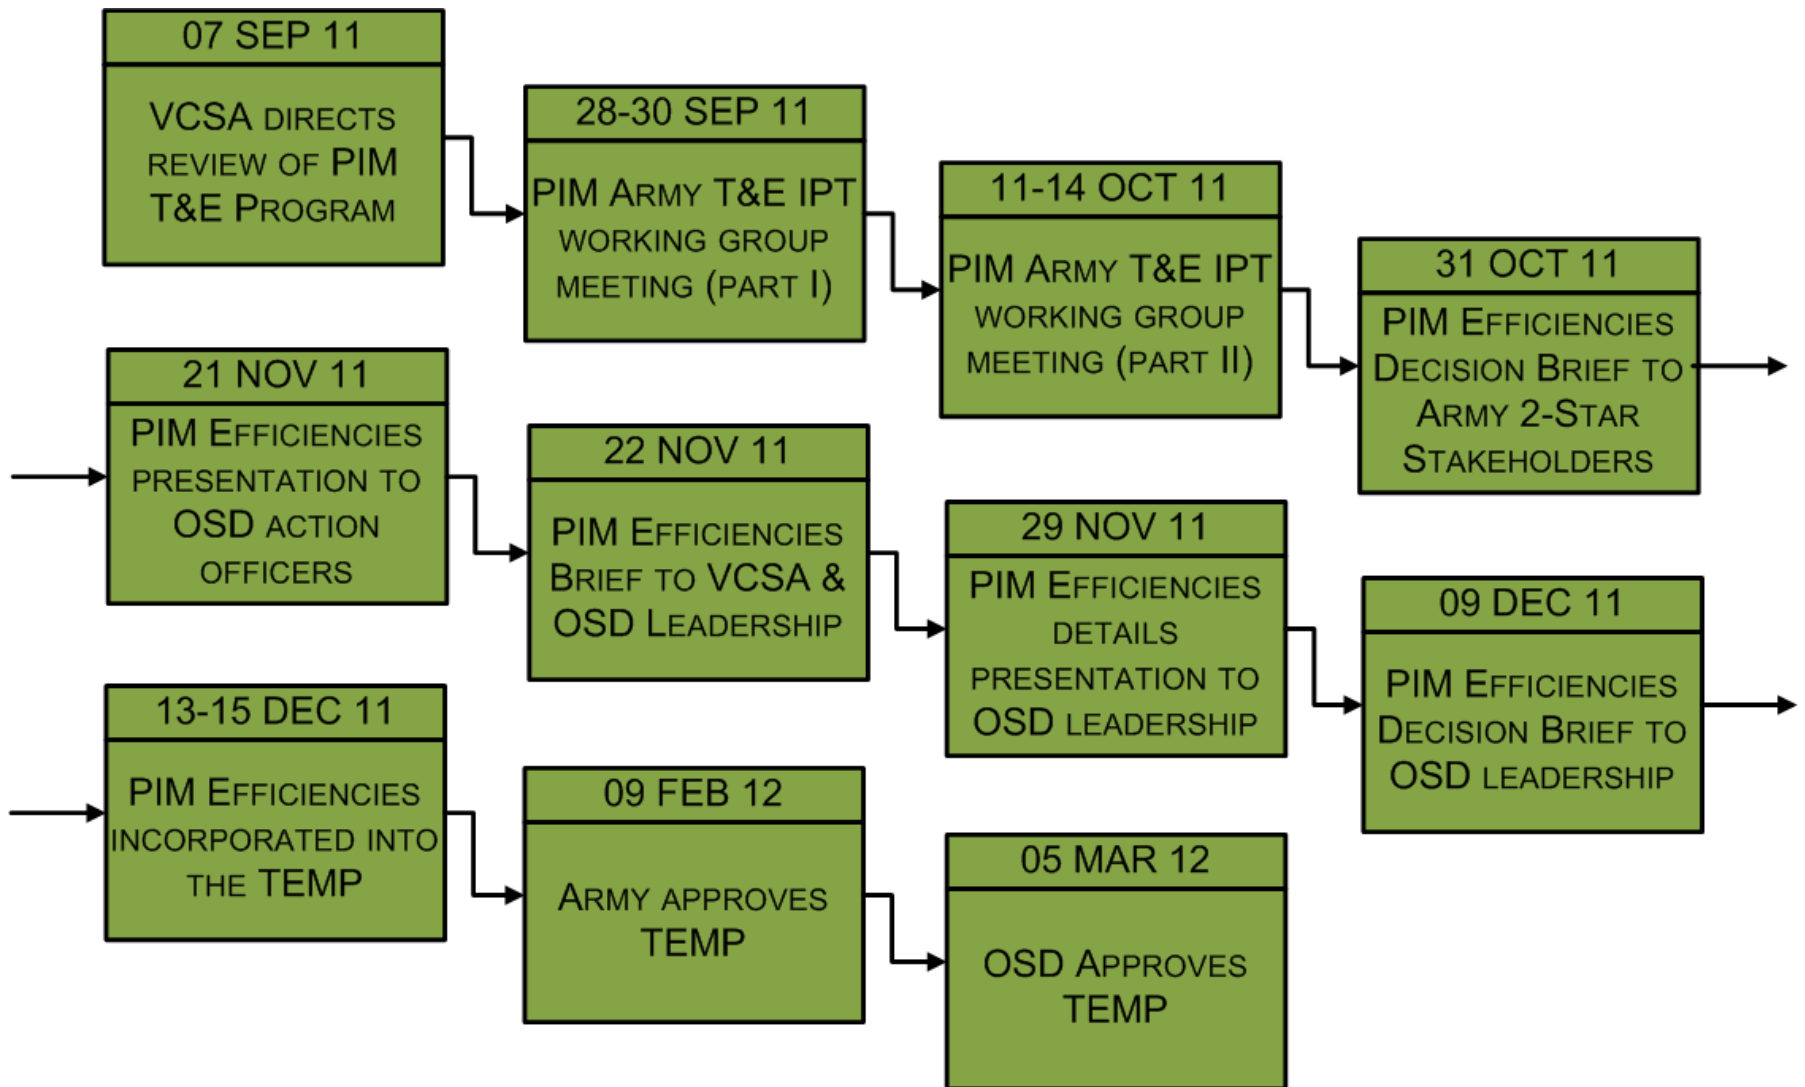 07 SEP 11
VCSA DIRECTS
REVIEW OF PIM
T&E PROGRAM
28-30 SEP 11
PIM ARMY T&E IPT
WORKING GROUP
MEETING (PART I)
11-14 OCT 11
PIM ARMY T&E IPT
WORKING GROUP
MEETING (PART II)
31 OCT 11
PIM EFFICIENCIES
DECISION BRIEF TO
ARMY 2-STAR
STAKEHOLDERS
21 NOV 11
PIM EFFICIENCIES
PRESENTATION TO
OSD ACTION
OFFICERS
22 NOV 11
PIM EFFICIENCIES
BRIEF TO VCSA &
OSD LEADERSHIP
29 NOV 11
PIM EFFICIENCIES
DETAILS
PRESENTATION TO
OSD LEADERSHIP
09 DEC 11
PIM EFFICIENCIES
DECISION BRIEF TO
OSD LEADERSHIP
13-15 DEC 11
PIM EFFICIENCIES
INCORPORATED INTO
THE TEMP
09 FEB 12
ARMY APPROVES
TEMP
05 MAR 12
OSD APPROVES
TEMP